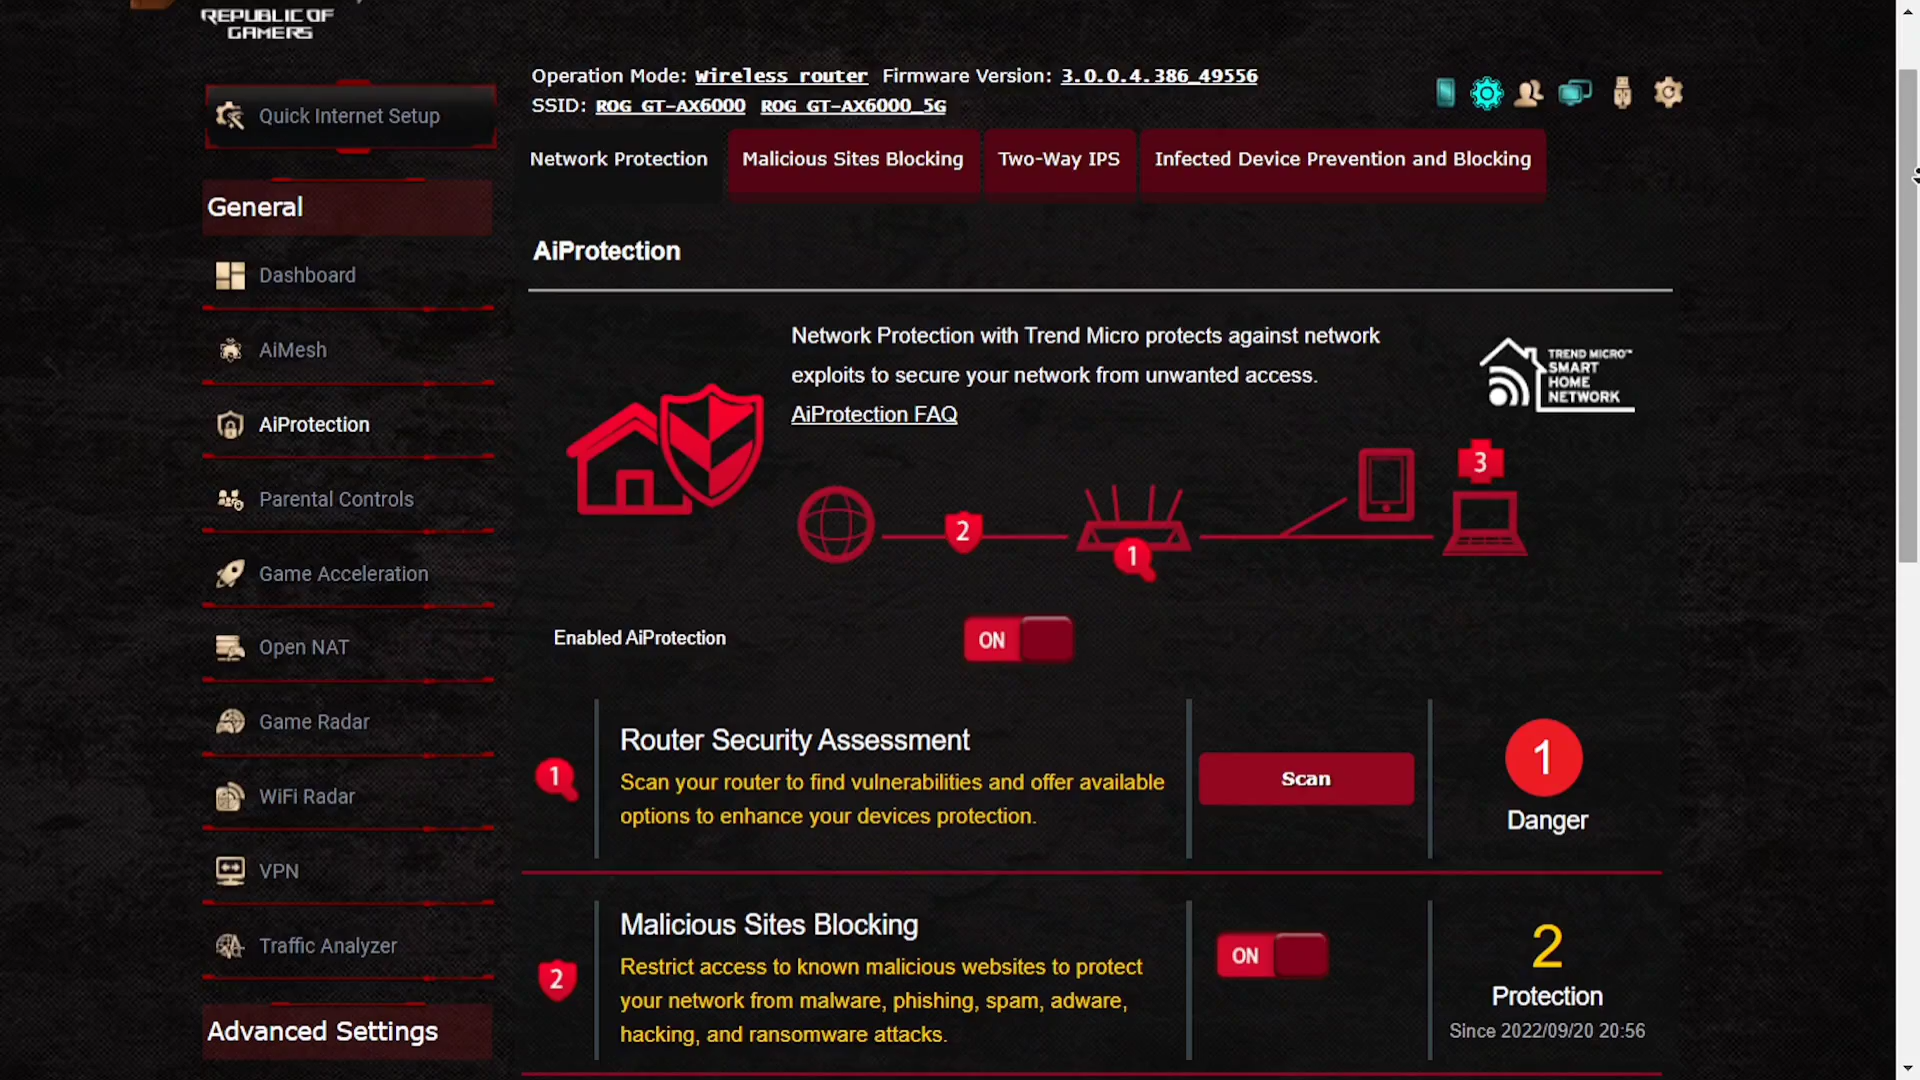 REPUBLIC OF
GAMERS
Operation Mode: Wireless router Firmware Version: 3.0.0.4.386_49556
SSID: ROG GT-AX6000 ROG GT-AX6000_5G
Quick Internet Setup
Network Protection
Malicious Sites Blocking
Two-Way IPS
Infected Device Prevention and Blocking
General
Dashboard
AiMesh
AiProtection
Parental Controls
Game Acceleration
Open NAT
Game Radar
WiFi Radar
VPN
Traffic Analyzer
Advanced Settings
AiProtection
Network Protection with Trend Micro protects against network
exploits to secure your network from unwanted access.
AiProtection FAQ
TREND MICRO™
SMART
HOME
NETWORK
3
2
1
Enabled AiProtection
ON
1
Router Security Assessment
Scan your router to find vulnerabilities and offer available
options to enhance your devices protection.
Scan
1
Danger
2
Malicious Sites Blocking
Restrict access to known malicious websites to protect
your network from malware, phishing, spam, adware,
hacking, and ransomware attacks.
ON
2
Protection
Since 2022/09/20 20:56